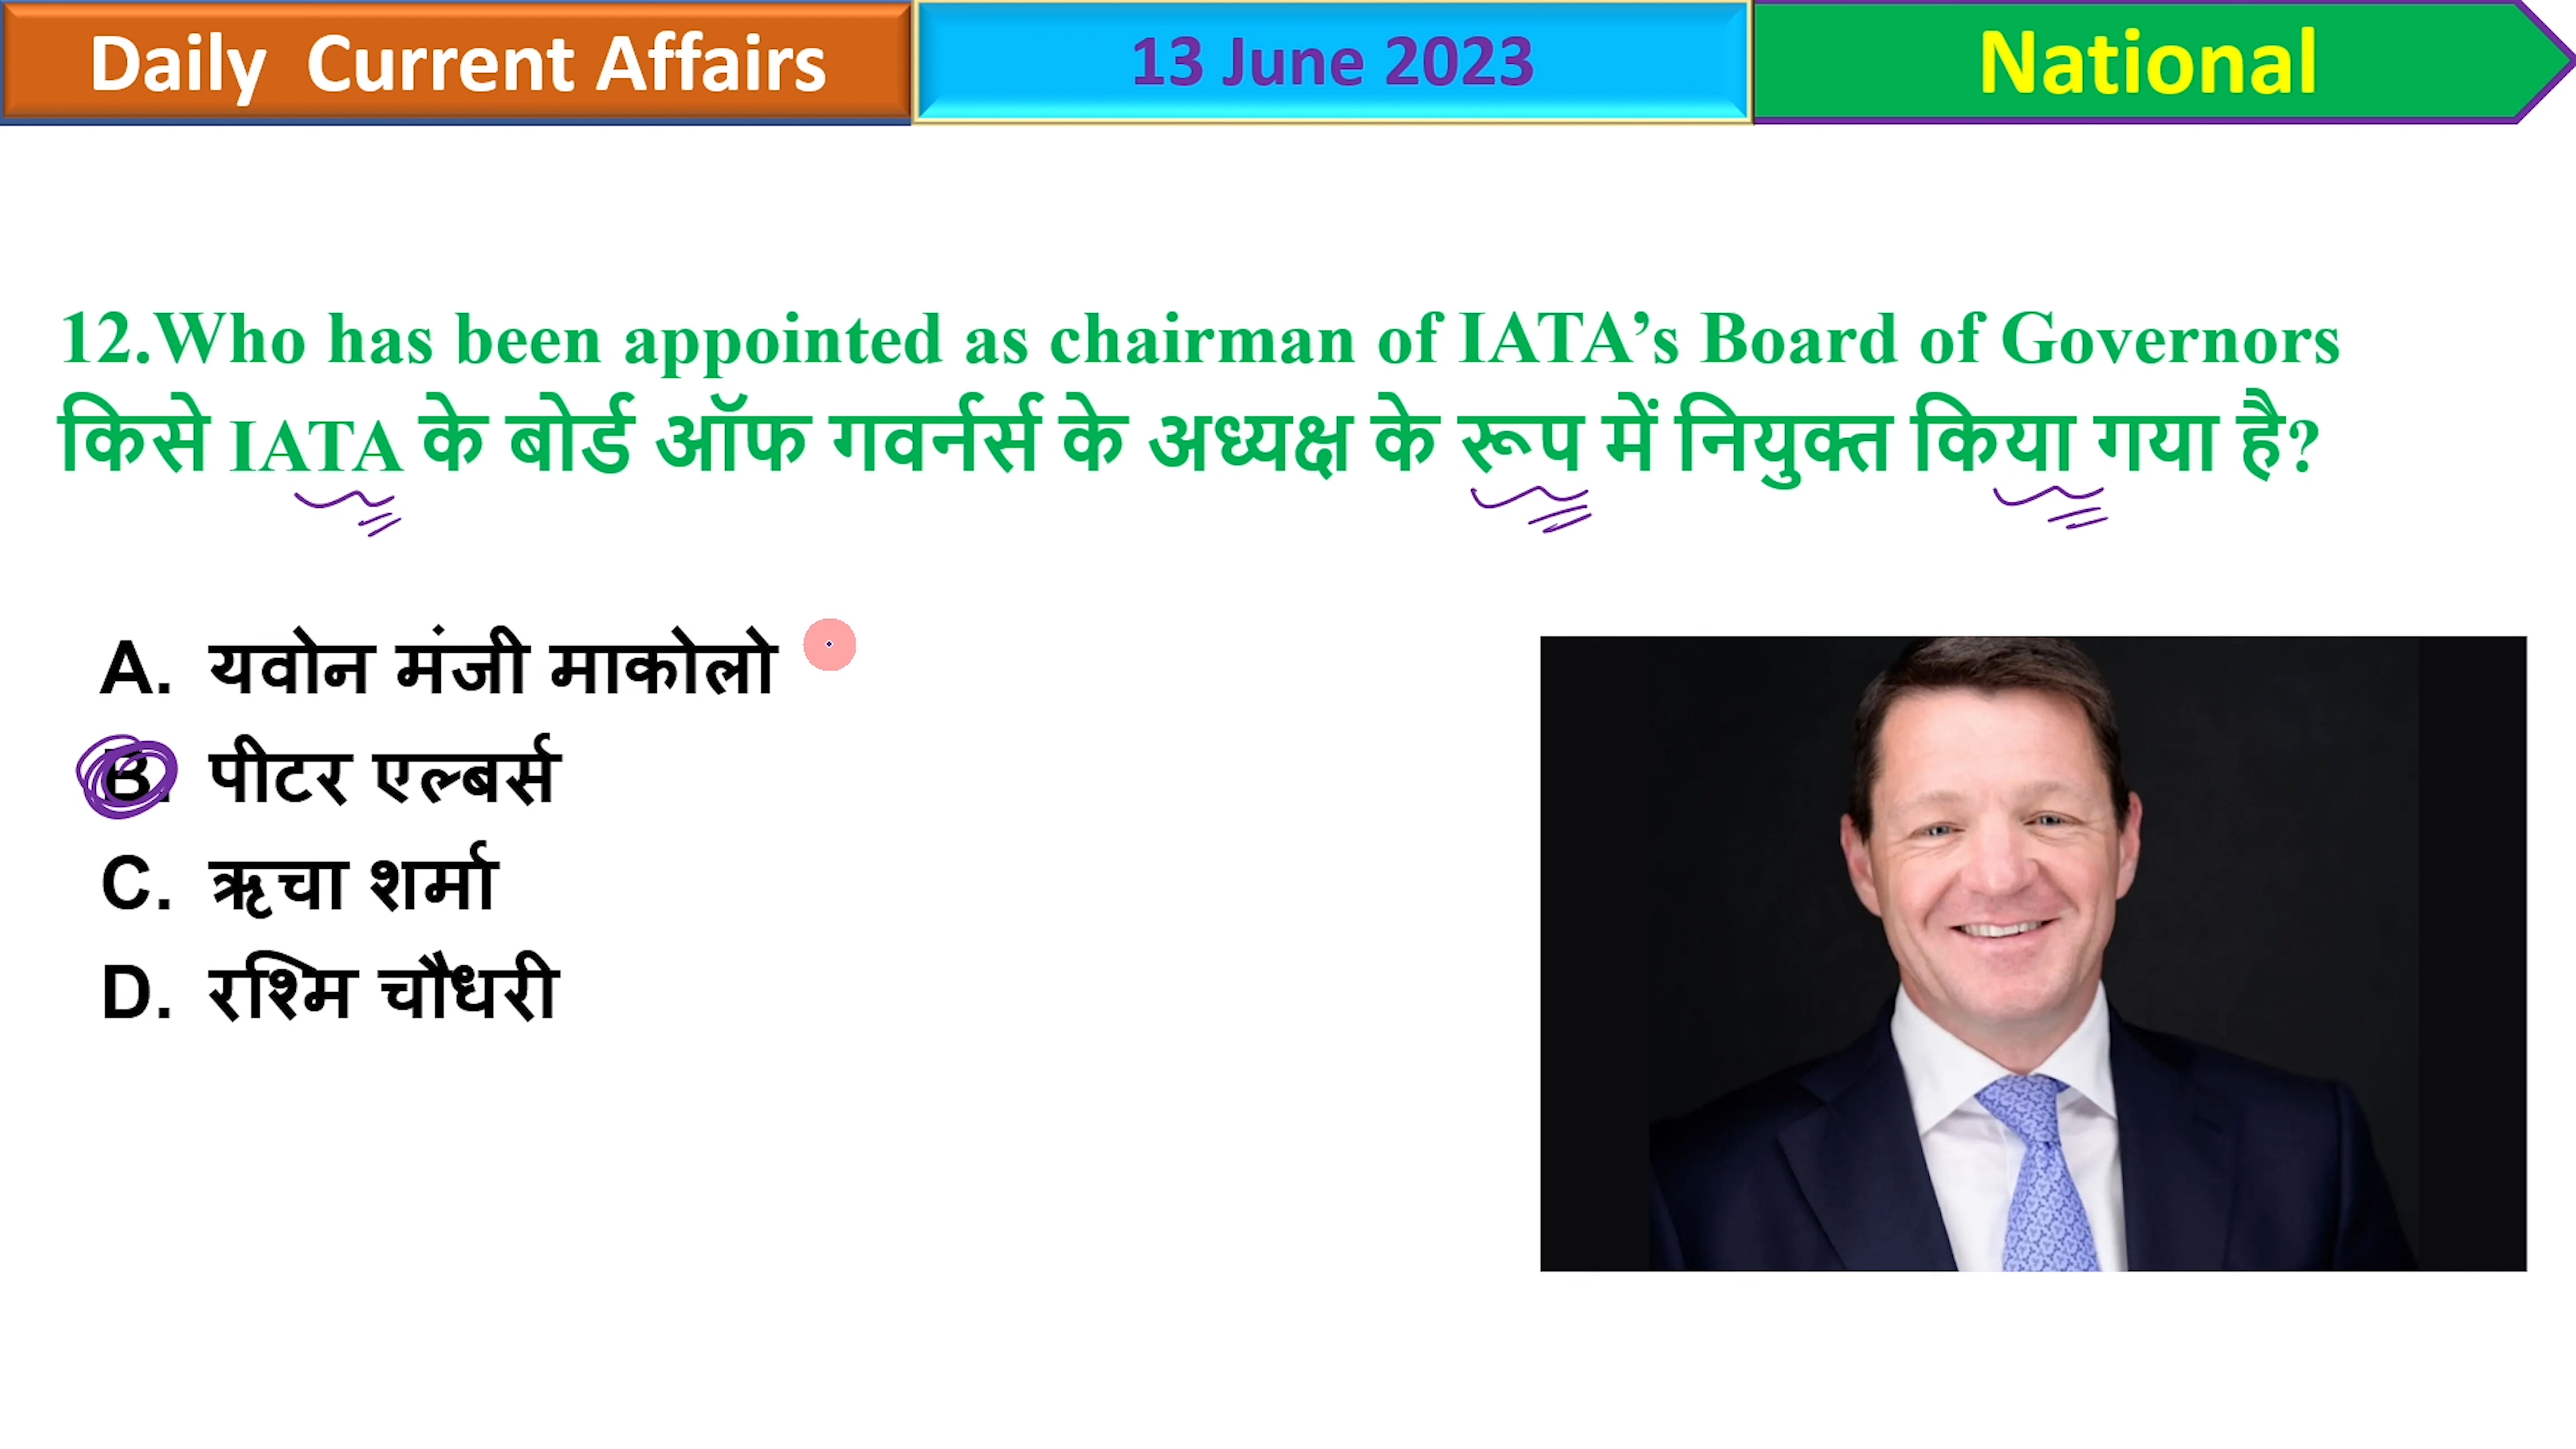 Daily Current Affairs
13 June 2023
National
12.Who has been appointed as chairman of IATA’s Board of Governors
किसे IATA के बोर्ड ऑफ गवर्नर्स के अध्यक्ष के रूप में नियुक्त किया गया है?
A. यवोन मंजी माकोलो
B. पीटर एल्बर्स
C. ऋचा शर्मा
D. रश्मि चौधरी